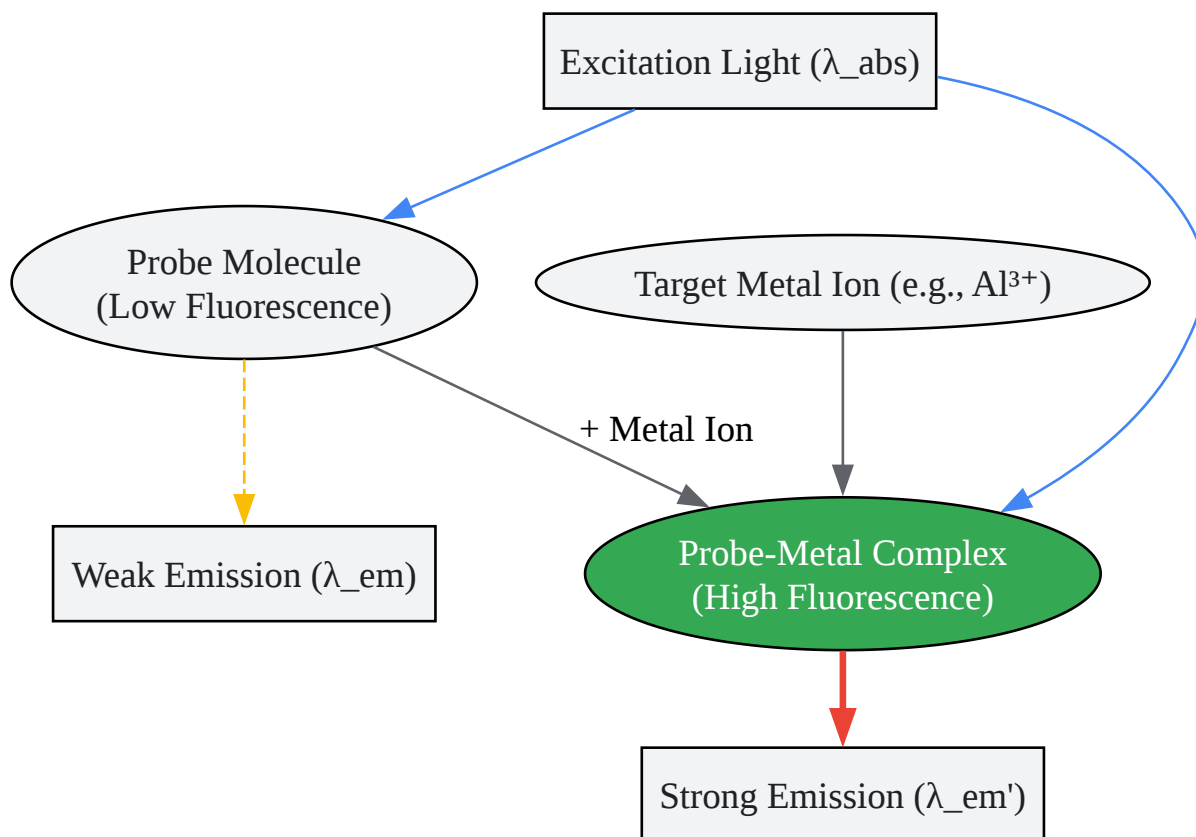 Excitation Light (λ_abs)
Probe Molecule
(Low Fluorescence)
Target Metal Ion (e.g., Al³⁺)
+ Metal Ion
Weak Emission (λ_em)
Probe-Metal Complex
(High Fluorescence)
Strong Emission (λ_em')